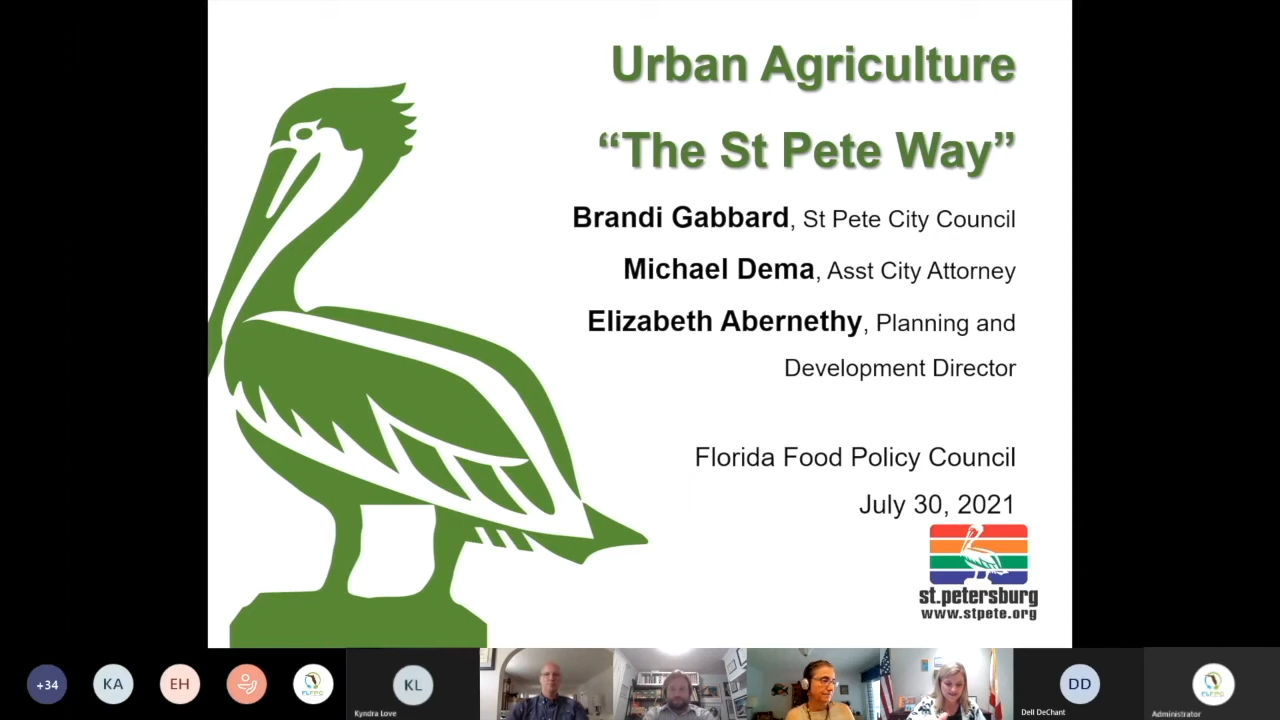 Urban Agriculture
“The St Pete Way”
Brandi Gabbard, St Pete City Council
Michael Dema, Asst City Attorney
Elizabeth Abernethy, Planning and
Development Director
Florida Food Policy Council
July 30, 2021
st.petersburg
www.stpete.org
+34
KA
EH
FLFPC
KL
Kyndra Love
DD
Dell DeChant
FLFPC
Administrator